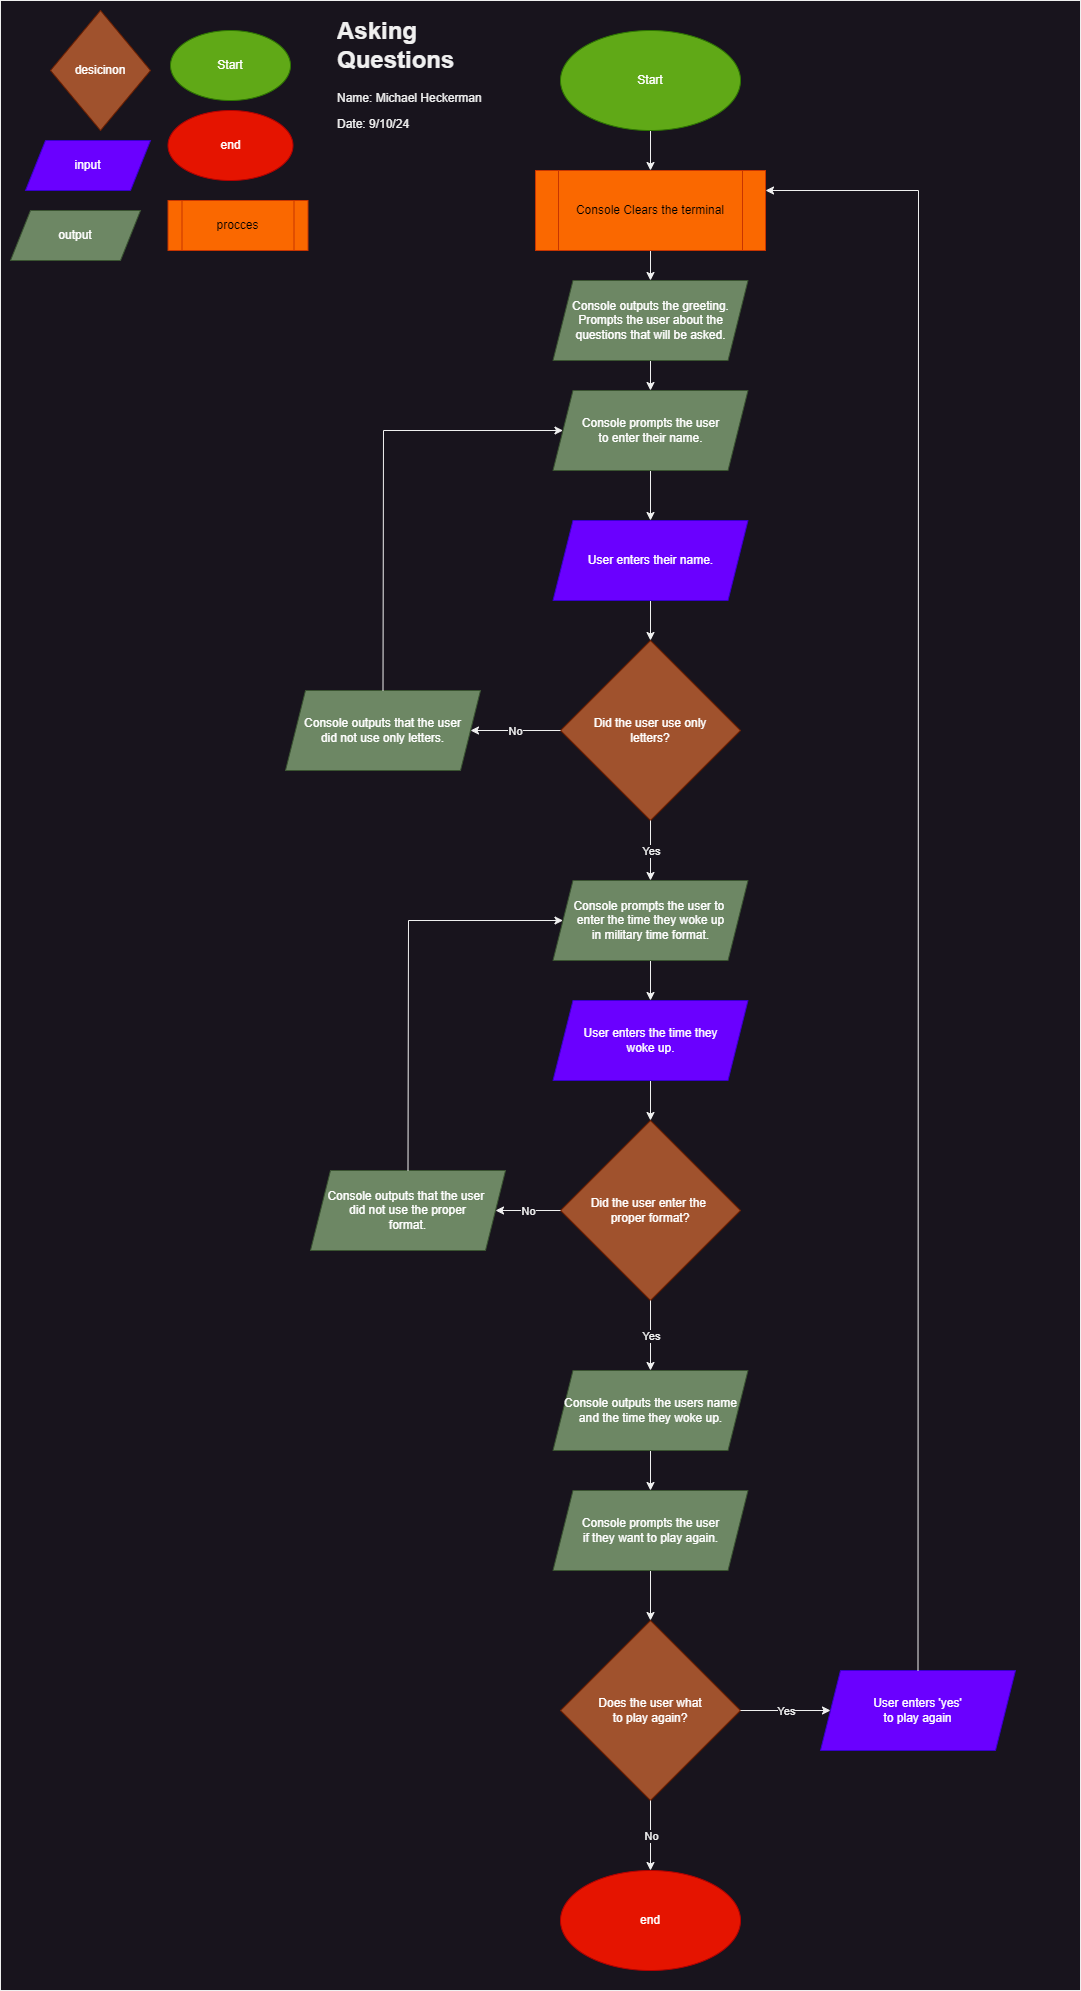 desicinon
Start
input
end
output
procces
Asking
Questions
Name: Michael Heckerman
Date: 9/10/24
Start
Console Clears the terminal
Console outputs the greeting.
Prompts the user about the
questions that will be asked.
Console prompts the user
to enter their name.
User enters their name.
Did the user use only
letters?
No
Console outputs that the user
did not use only letters.
Yes
Console prompts the user to
enter the time they woke up
in military time format.
User enters the time they
woke up.
Did the user enter the
proper format?
No
Console outputs that the user
did not use the proper
format.
Yes
Console outputs the users name
and the time they woke up.
Console prompts the user
if they want to play again.
Does the user what
to play again?
Yes
User enters 'yes'
to play again
No
end